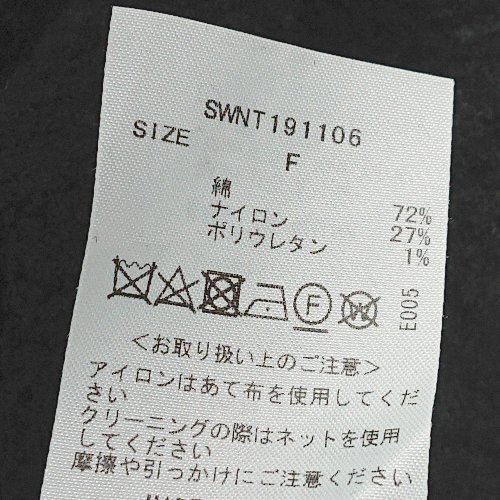 SWNT191106
SIZE F
綿 72%
ナイロン 27%
ポリウレタン 1%
F W
E005
<お取り扱い上のご注意>
アイロンはあて布を使用してくだ
さい
クリーニングの際はネットを使用
してください
摩擦や引っかけにご注意ください